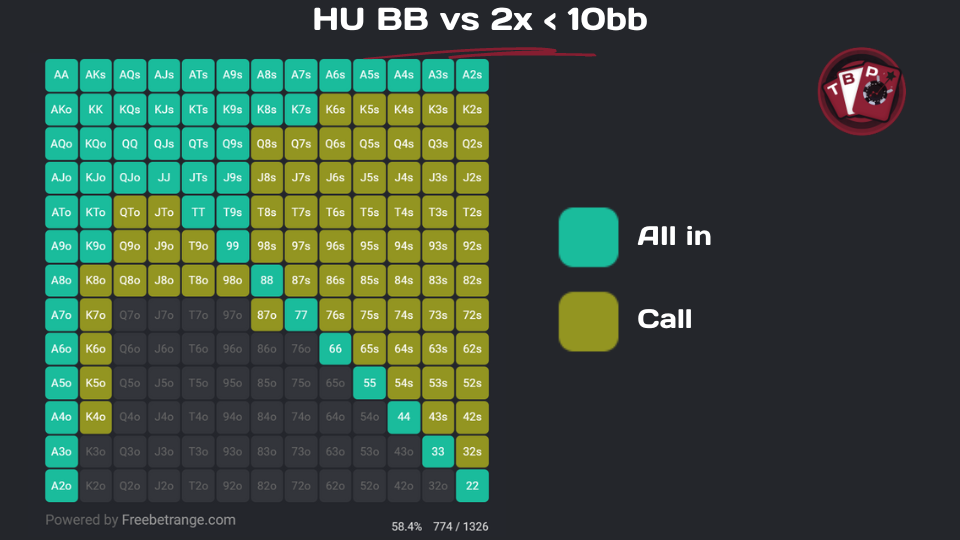 HU BB vs 2x < 10bb
AA AKs AQs AJs ATs A9s A8s A7s A6s A5s A4s A3s A2s
AKo KK KQs KJs KTs K9s K8s K7s K6s K5s K4s K3s K2s
AQo KQo QQ QJs QTs Q9s Q8s Q7s Q6s Q5s Q4s Q3s Q2s
AJo KJo QJo JJ JTs J9s J8s J7s J6s J5s J4s J3s J2s
ATo KTo QTo JTo TT T9s T8s T7s T6s T5s T4s T3s T2s
A9o K9o Q9o J9o T9o 99 98s 97s 96s 95s 94s 93s 92s
A8o K8o Q8o J8o T8o 98o 88 87s 86s 85s 84s 83s 82s
A7o K7o Q7o J7o T7o 97o 87o 77 76s 75s 74s 73s 72s
A6o K6o Q6o J6o T6o 96o 86o 76o 66 65s 64s 63s 62s
A5o K5o Q5o J5o T5o 95o 85o 75o 65o 55 54s 53s 52s
A4o K4o Q4o J4o T4o 94o 84o 74o 64o 54o 44 43s 42s
A3o K3o Q3o J3o T3o 93o 83o 73o 63o 53o 43o 33 32s
A2o K2o Q2o J2o T2o 92o 82o 72o 62o 52o 42o 32o 22
TBP
All in
Call
Powered by Freebetrange.com
58.4% 774 / 1326